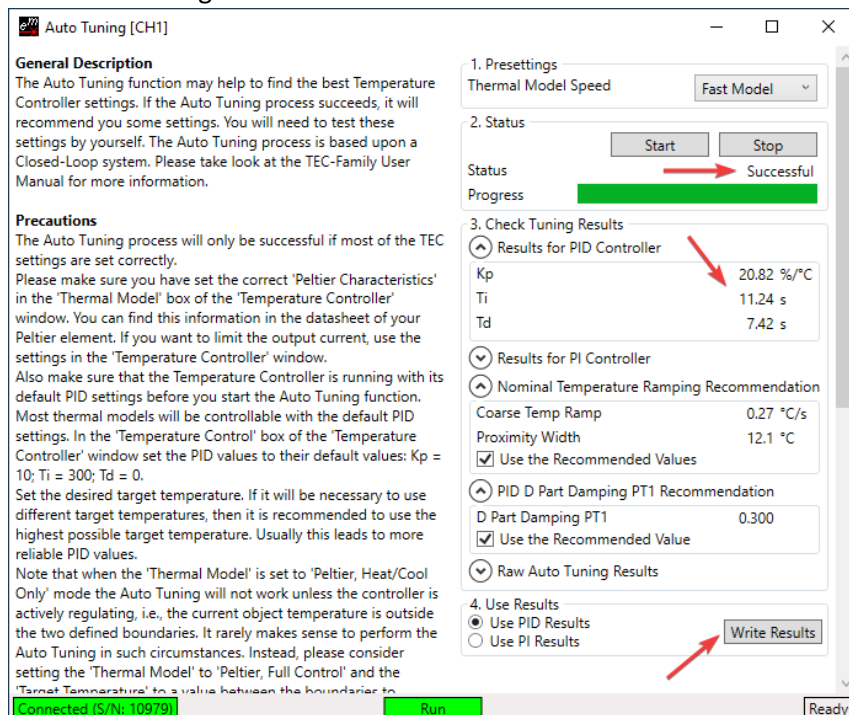 Auto Tuning [CH1]
General Description
The Auto Tuning function may help to find the best Temperature
Controller settings. If the Auto Tuning process succeeds, it will
recommend you some settings. You will need to test these
settings by yourself. The Auto Tuning process is based upon a
Closed-Loop system. Please take look at the TEC-Family User
Manual for more information.
Precautions
The Auto Tuning process will only be successful if most of the TEC
settings are set correctly.
Please make sure you have set the correct 'Peltier Characteristics'
in the 'Thermal Model' box of the 'Temperature Controller'
window. You can find this information in the datasheet of your
Peltier element. If you want to limit the output current, use the
settings in the 'Temperature Controller' window.
Also make sure that the Temperature Controller is running with its
default PID settings before you start the Auto Tuning function.
Most thermal models will be controllable with the default PID
settings. In the 'Temperature Control' box of the 'Temperature
Controller' window set the PID values to their default values: Kp =
10; Ti = 300; Td = 0.
Set the desired target temperature. If it will be necessary to use
different target temperatures, then it is recommended to use the
highest possible target temperature. Usually this leads to more
reliable PID values.
Note that when the 'Thermal Model' is set to 'Peltier, Heat/Cool
Only' mode the Auto Tuning will not work unless the controller is
actively regulating, i.e., the current object temperature is outside
the two defined boundaries. It rarely makes sense to perform the
Auto Tuning in such circumstances. Instead, please consider
setting the 'Thermal Model' to 'Peltier, Full Control' and the
'Target Temperature' to a value between the boundaries to
1. Presettings
Thermal Model Speed Fast Model
2. Status
Start Stop
Status Successful
Progress
3. Check Tuning Results
Results for PID Controller
Kp 20.82 %/°C
Ti 11.24 s
Td 7.42 s
Results for PI Controller
Nominal Temperature Ramping Recommendation
Coarse Temp Ramp 0.27 °C/s
Proximity Width 12.1 °C
Use the Recommended Values
PID D Part Damping PT1 Recommendation
D Part Damping PT1 0.300
Use the Recommended Value
Raw Auto Tuning Results
4. Use Results
Use PID Results
Use PI Results
Write Results
Connected (S/N: 10979) Run Ready